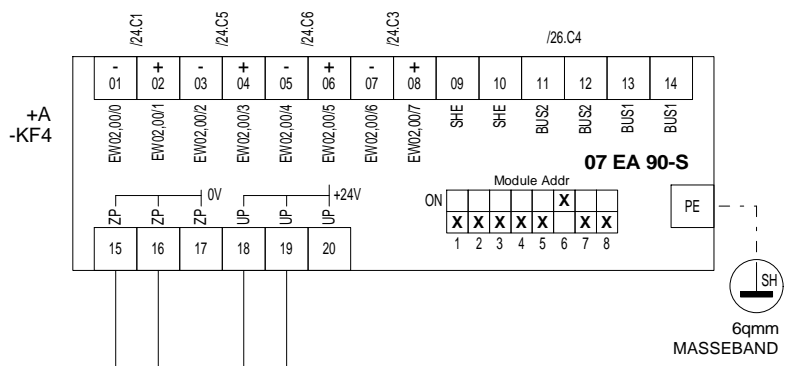 /24.C1 /24.C5 /24.C6 /24.C3 /26.C4
- + - + - + - +
01 02 03 04 05 06 07 08 09 10 11 12 13 14
+A
-KF4
EW02,00/0 EW02,00/1 EW02,00/2 EW02,00/3 EW02,00/4 EW02,00/5 EW02,00/6 EW02,00/7 SHE SHE BUS2 BUS2 BUS1 BUS1
07 EA 90-S
Module Addr
0V +24V
ON X
ZP ZP ZP UP UP UP
X X X X X X X
PE
15 16 17 18 19 20
1 2 3 4 5 6 7 8
SH
6qmm
MASSEBAND